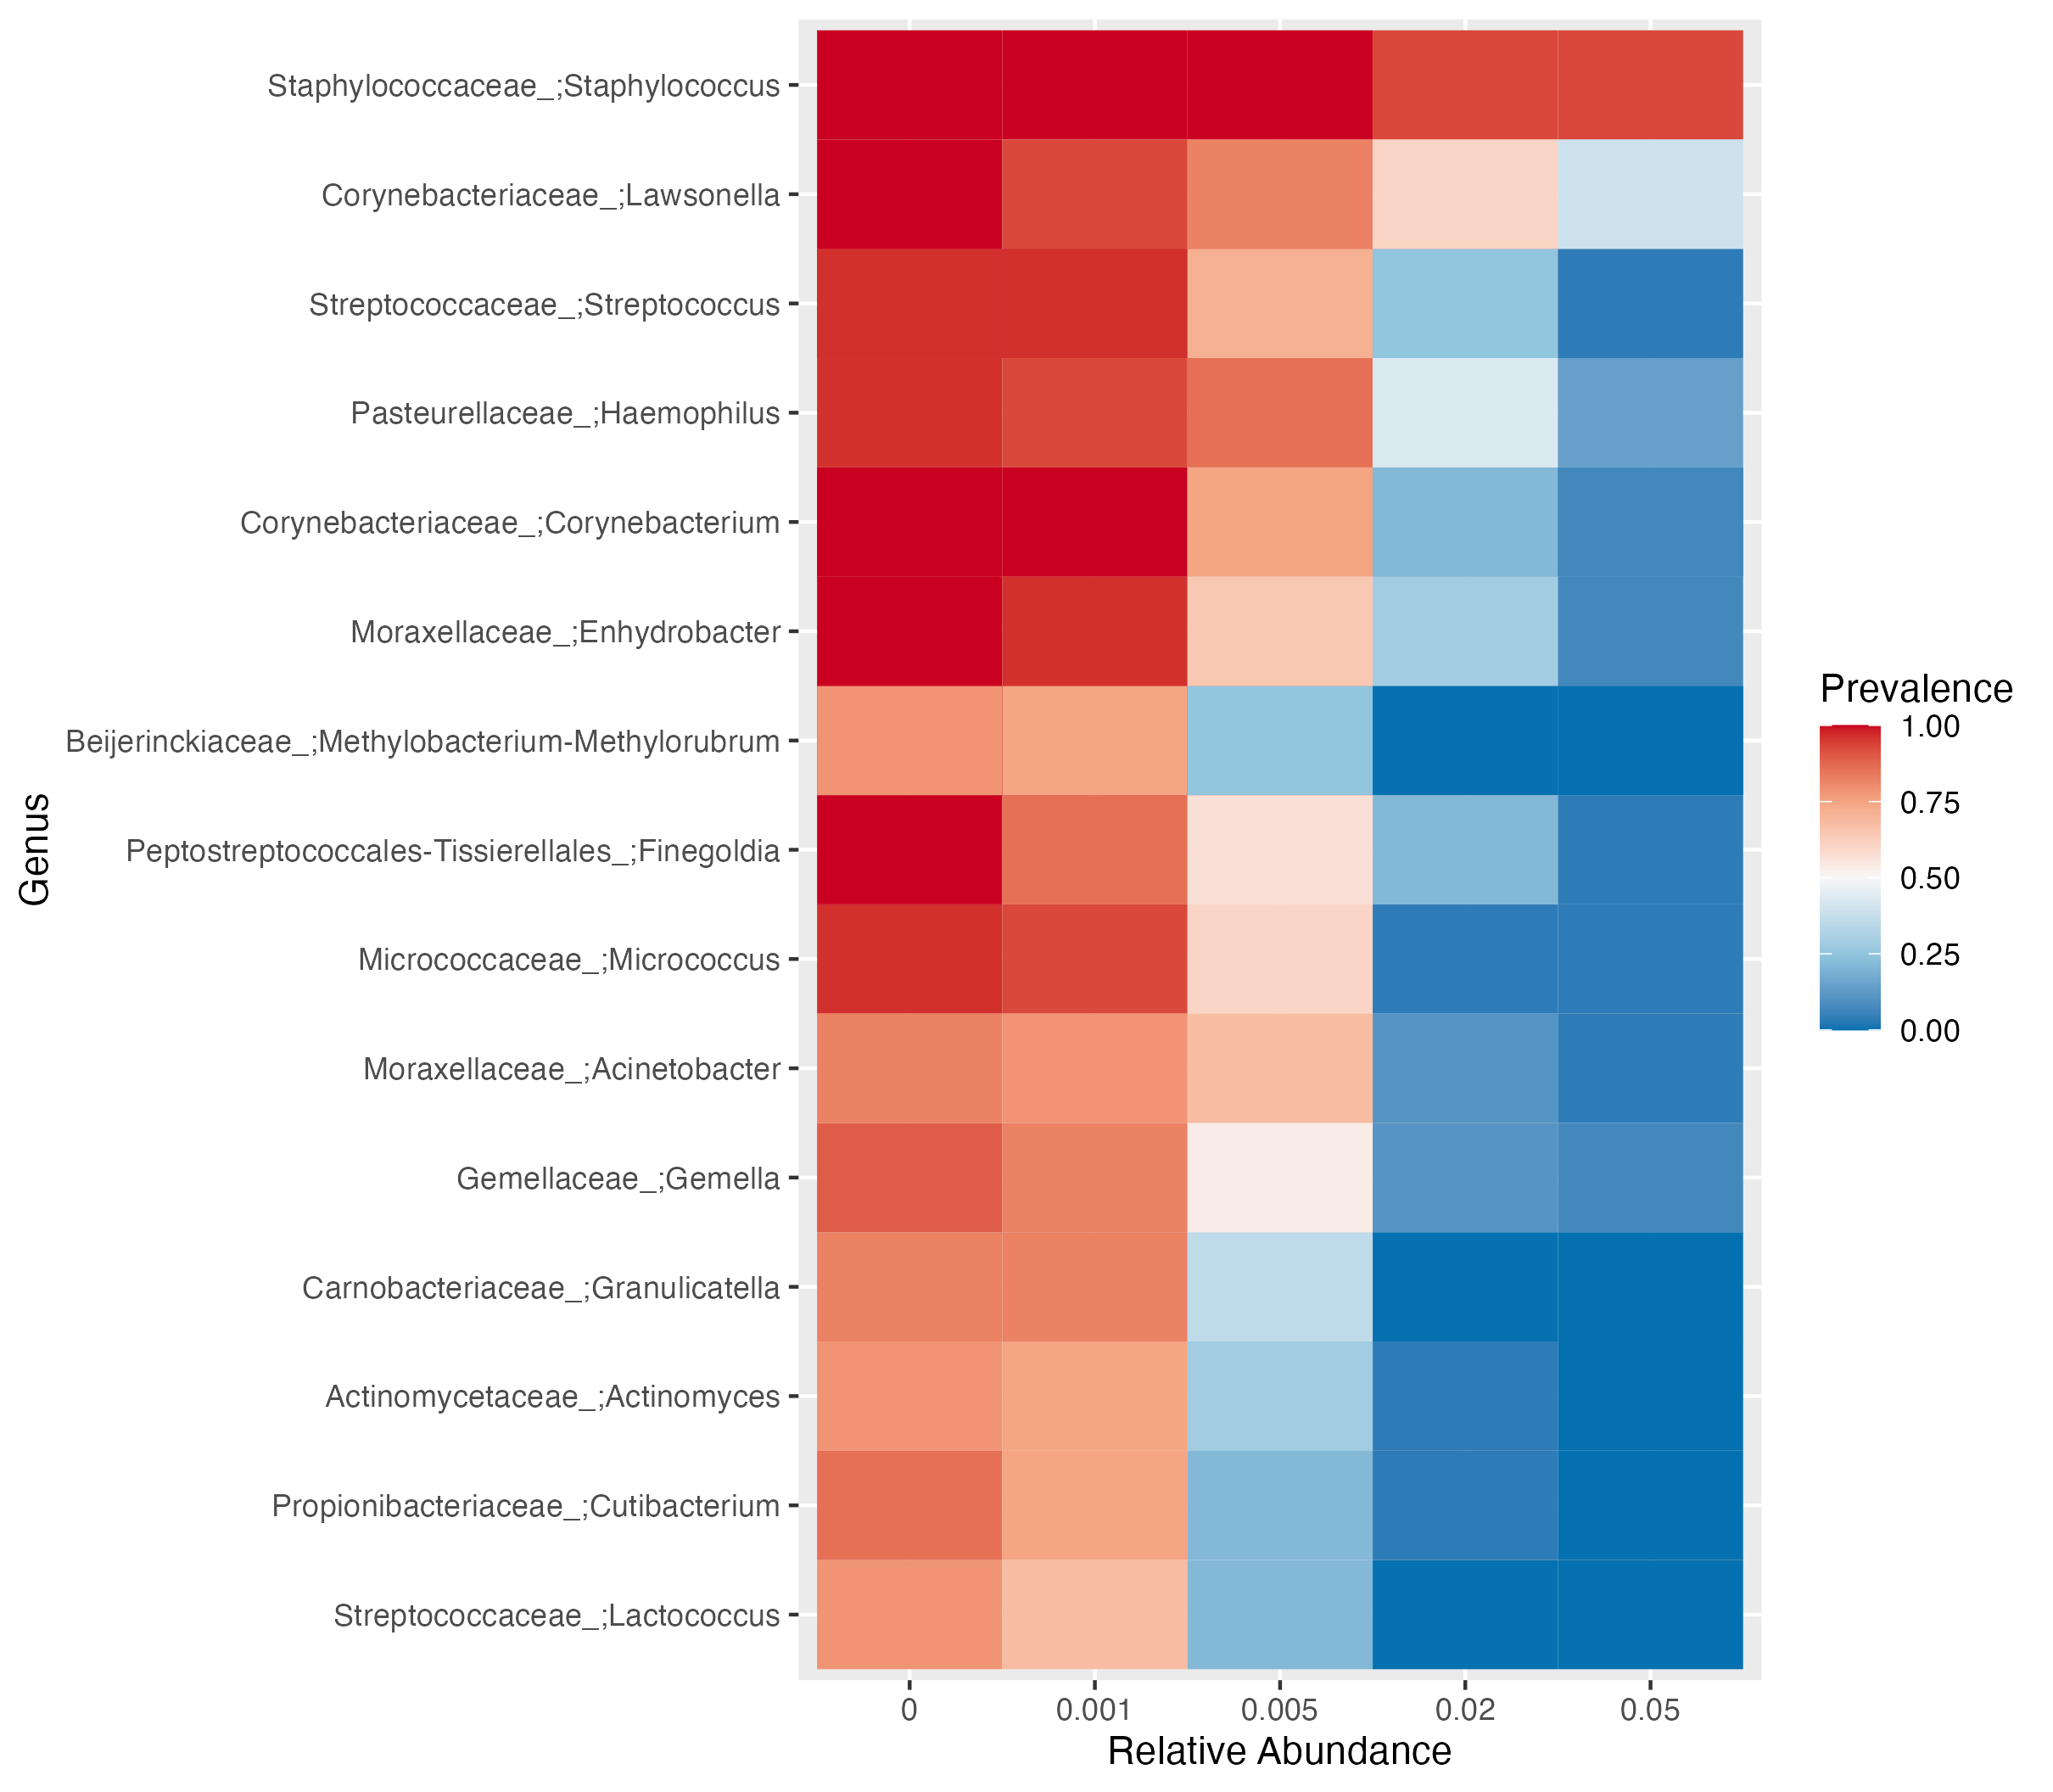 Staphylococcaceae_;Staphylococcus
Corynebacteriaceae_;Lawsonella
Streptococcaceae_;Streptococcus
Pasteurellaceae_;Haemophilus
Corynebacteriaceae_;Corynebacterium
Moraxellaceae_;Enhydrobacter
Beijerinckiaceae_;Methylobacterium-Methylorubrum
Peptostreptococcales-Tissierellales_;Finegoldia
Micrococcaceae_;Micrococcus
Moraxellaceae_;Acinetobacter
Gemellaceae_;Gemella
Carnobacteriaceae_;Granulicatella
Actinomycetaceae_;Actinomyces
Propionibacteriaceae_;Cutibacterium
Streptococcaceae_;Lactococcus
Genus
0 0.001 0.005 0.02 0.05
Relative Abundance
Prevalence
1.00
0.75
0.50
0.25
0.00